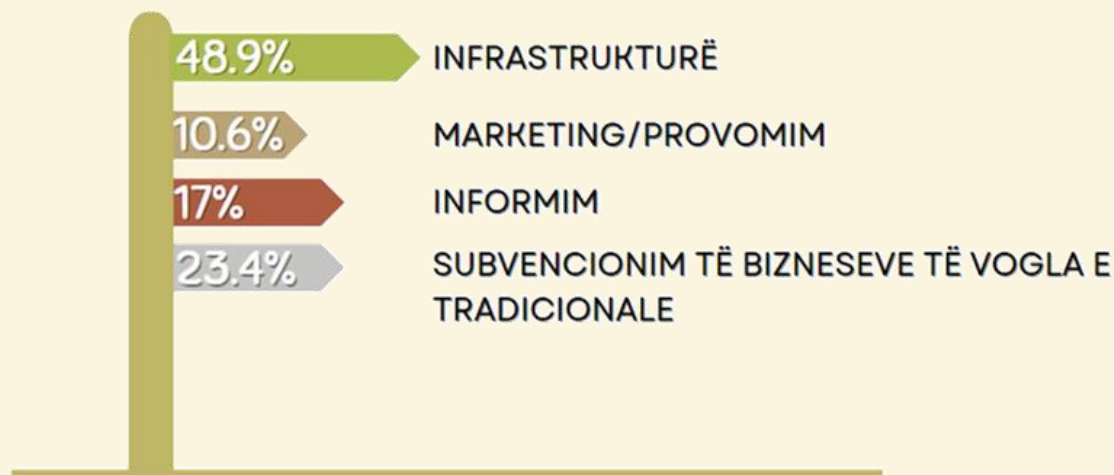 48.9% INFRASTRUKTURË
10.6% MARKETING/PROVOMIM
17% INFORMIM
23.4% SUBVENCIONIM TË BIZNESEVE TË VOGLA E
TRADICIONALE